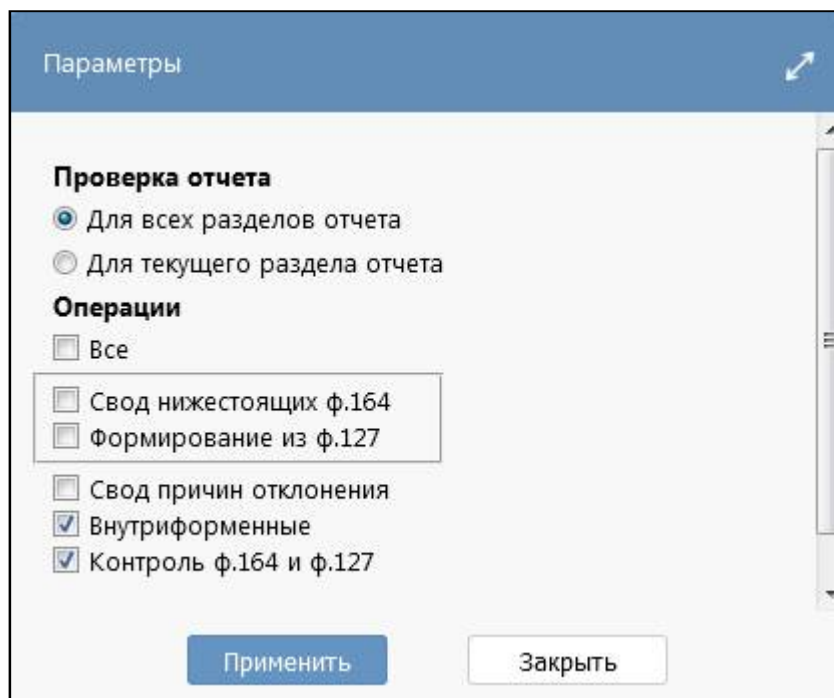 Параметры
Проверка отчета
Для всех разделов отчета
Для текущего раздела отчета
Операции
Все
Свод нижестоящих ф.164
Формирование из ф.127
Свод причин отклонения
Внутриформенные
Контроль ф.164 и ф.127
Применить Закрыть